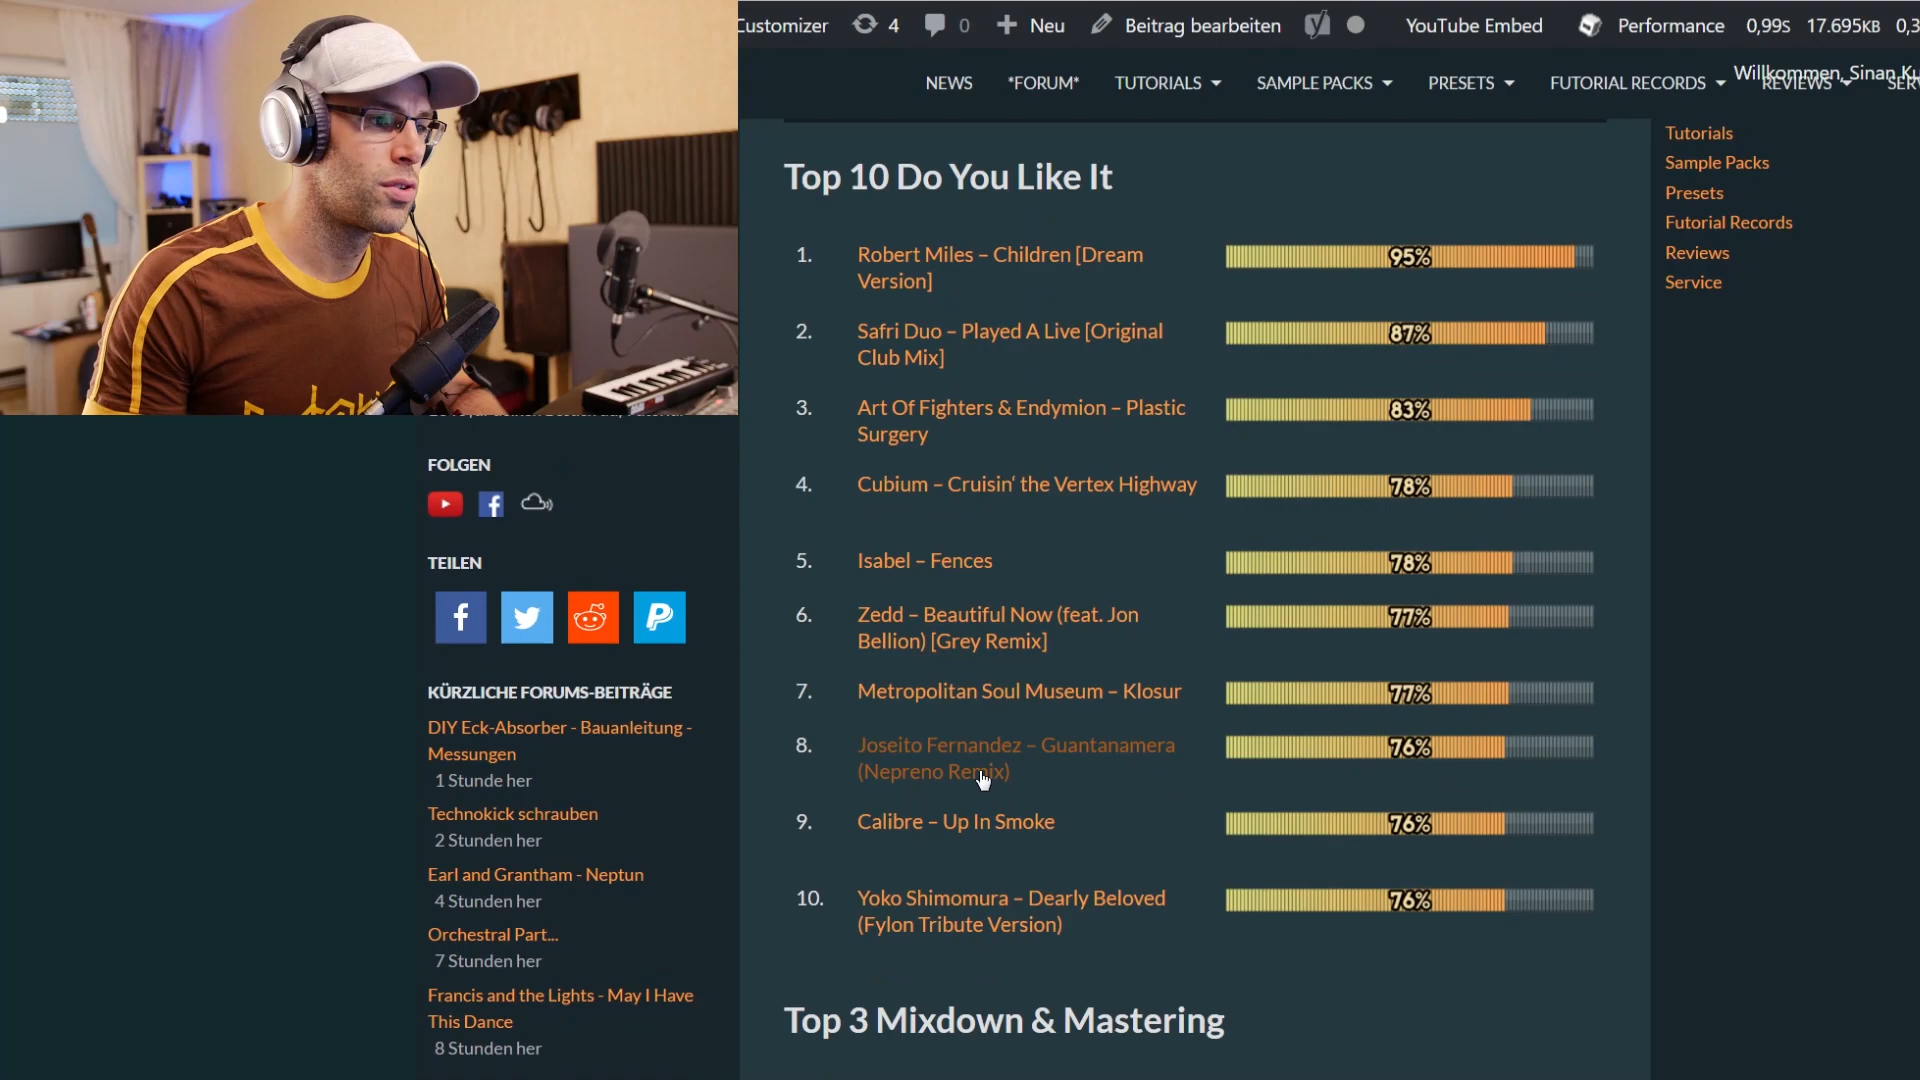 Customizer 4 0 Neu Beitrag bearbeiten YouTube Embed Performance 0,99s 17.695KB 0,3
NEWS *FORUM* TUTORIALS SAMPLE PACKS PRESETS FUTORIAL RECORDS REVIEWS SER
Willkommen, Sinan Ku
Top 10 Do You Like It
1. Robert Miles – Children [Dream
Version]
95%
2. Safri Duo – Played A Live [Original
Club Mix]
87%
3. Art Of Fighters & Endymion – Plastic
Surgery
83%
4. Cubium – Cruisin‘ the Vertex Highway
78%
5. Isabel – Fences
78%
6. Zedd – Beautiful Now (feat. Jon
Bellion) [Grey Remix]
77%
7. Metropolitan Soul Museum – Klosur
77%
8. Joseito Fernandez – Guantanamera
(Nepreno Remix)
76%
9. Calibre – Up In Smoke
76%
10. Yoko Shimomura – Dearly Beloved
(Fylon Tribute Version)
76%
Top 3 Mixdown & Mastering
Tutorials
Sample Packs
Presets
Futorial Records
Reviews
Service
FOLGEN
TEILEN
KÜRZLICHE FORUMS-BEITRÄGE
DIY Eck-Absorber - Bauanleitung -
Messungen
1 Stunde her
Technokick schrauben
2 Stunden her
Earl and Grantham - Neptun
4 Stunden her
Orchestral Part...
7 Stunden her
Francis and the Lights - May I Have
This Dance
8 Stunden her